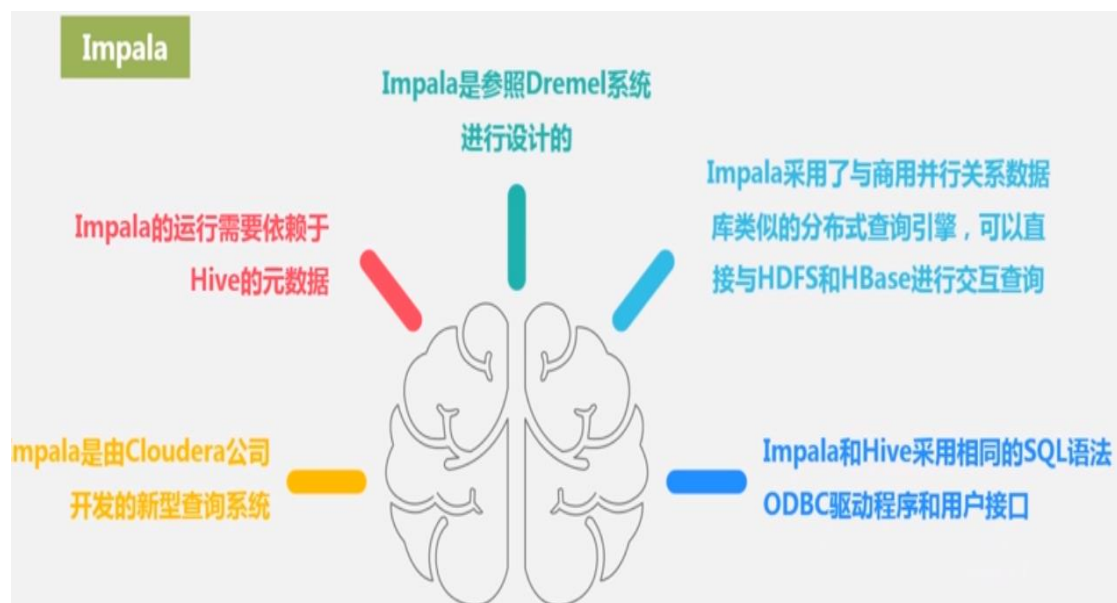 Impala
Impala是参照Dremel系统
进行设计的
Impala采用了与商用并行关系数据
库类似的分布式查询引擎，可以直
接与HDFS和HBase进行交互查询
Impala的运行需要依赖于
Hive的元数据
mpala是由Cloudera公司
开发的新型查询系统
Impala和Hive采用相同的SQL语法
ODBC驱动程序和用户接口